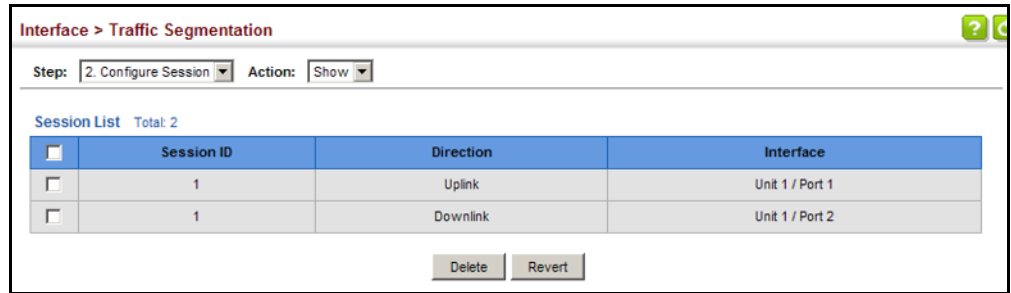 Interface > Traffic Segmentation
?
Step: 2. Configure Session Action: Show
Session List Total: 2
Session ID Direction Interface
1 Uplink Unit 1 / Port 1
1 Downlink Unit 1 / Port 2
Delete Revert